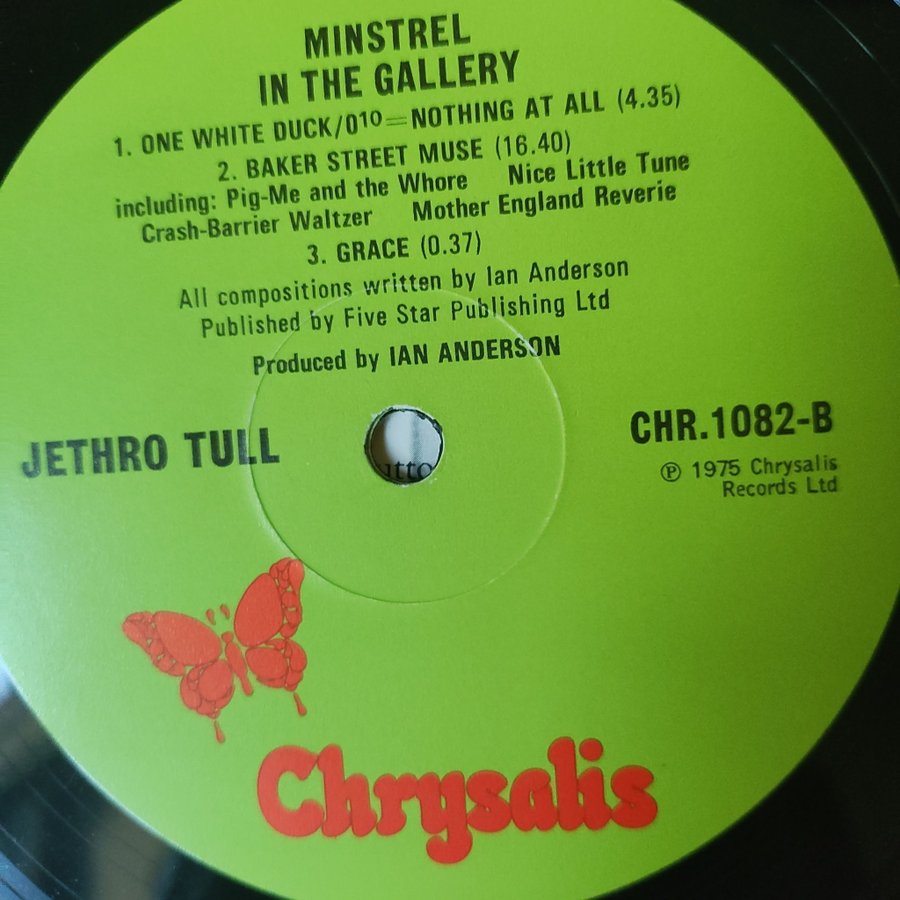 MINSTREL
IN THE GALLERY
1. ONE WHITE DUCK/0¹⁰=NOTHING AT ALL (4.35)
2. BAKER STREET MUSE (16.40)
including: Pig-Me and the Whore Nice Little Tune
Crash-Barrier Waltzer Mother England Reverie
3. GRACE (0.37)
All compositions written by Ian Anderson
Published by Five Star Publishing Ltd
Produced by IAN ANDERSON
JETHRO TULL
CHR.1082-B
℗ 1975 Chrysalis
Records Ltd
Chrysalis